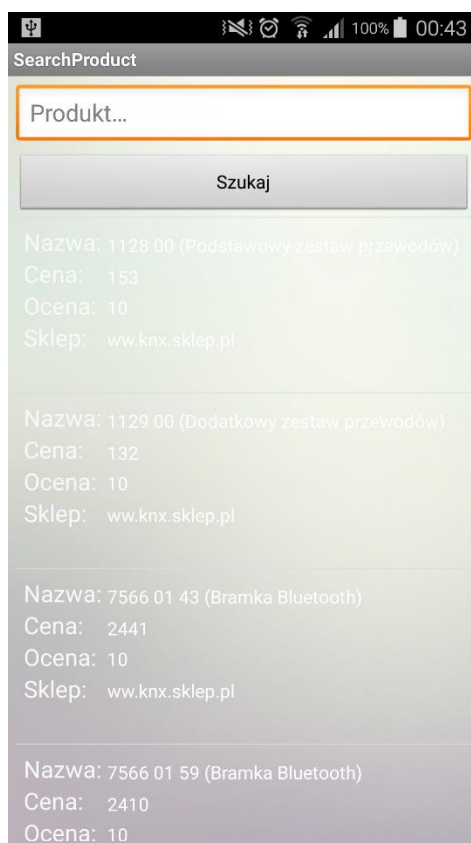 100% 00:43
SearchProduct
Produkt...
Szukaj
Nazwa: 1128 00 (Podstawowy zestaw przewodów)
Cena: 153
Ocena: 10
Sklep: ww.knx.sklep.pl
Nazwa: 1129 00 (Dodatkowy zestaw przewodów)
Cena: 132
Ocena: 10
Sklep: ww.knx.sklep.pl
Nazwa: 7566 01 43 (Bramka Bluetooth)
Cena: 2441
Ocena: 10
Sklep: ww.knx.sklep.pl
Nazwa: 7566 01 59 (Bramka Bluetooth)
Cena: 2410
Ocena: 10